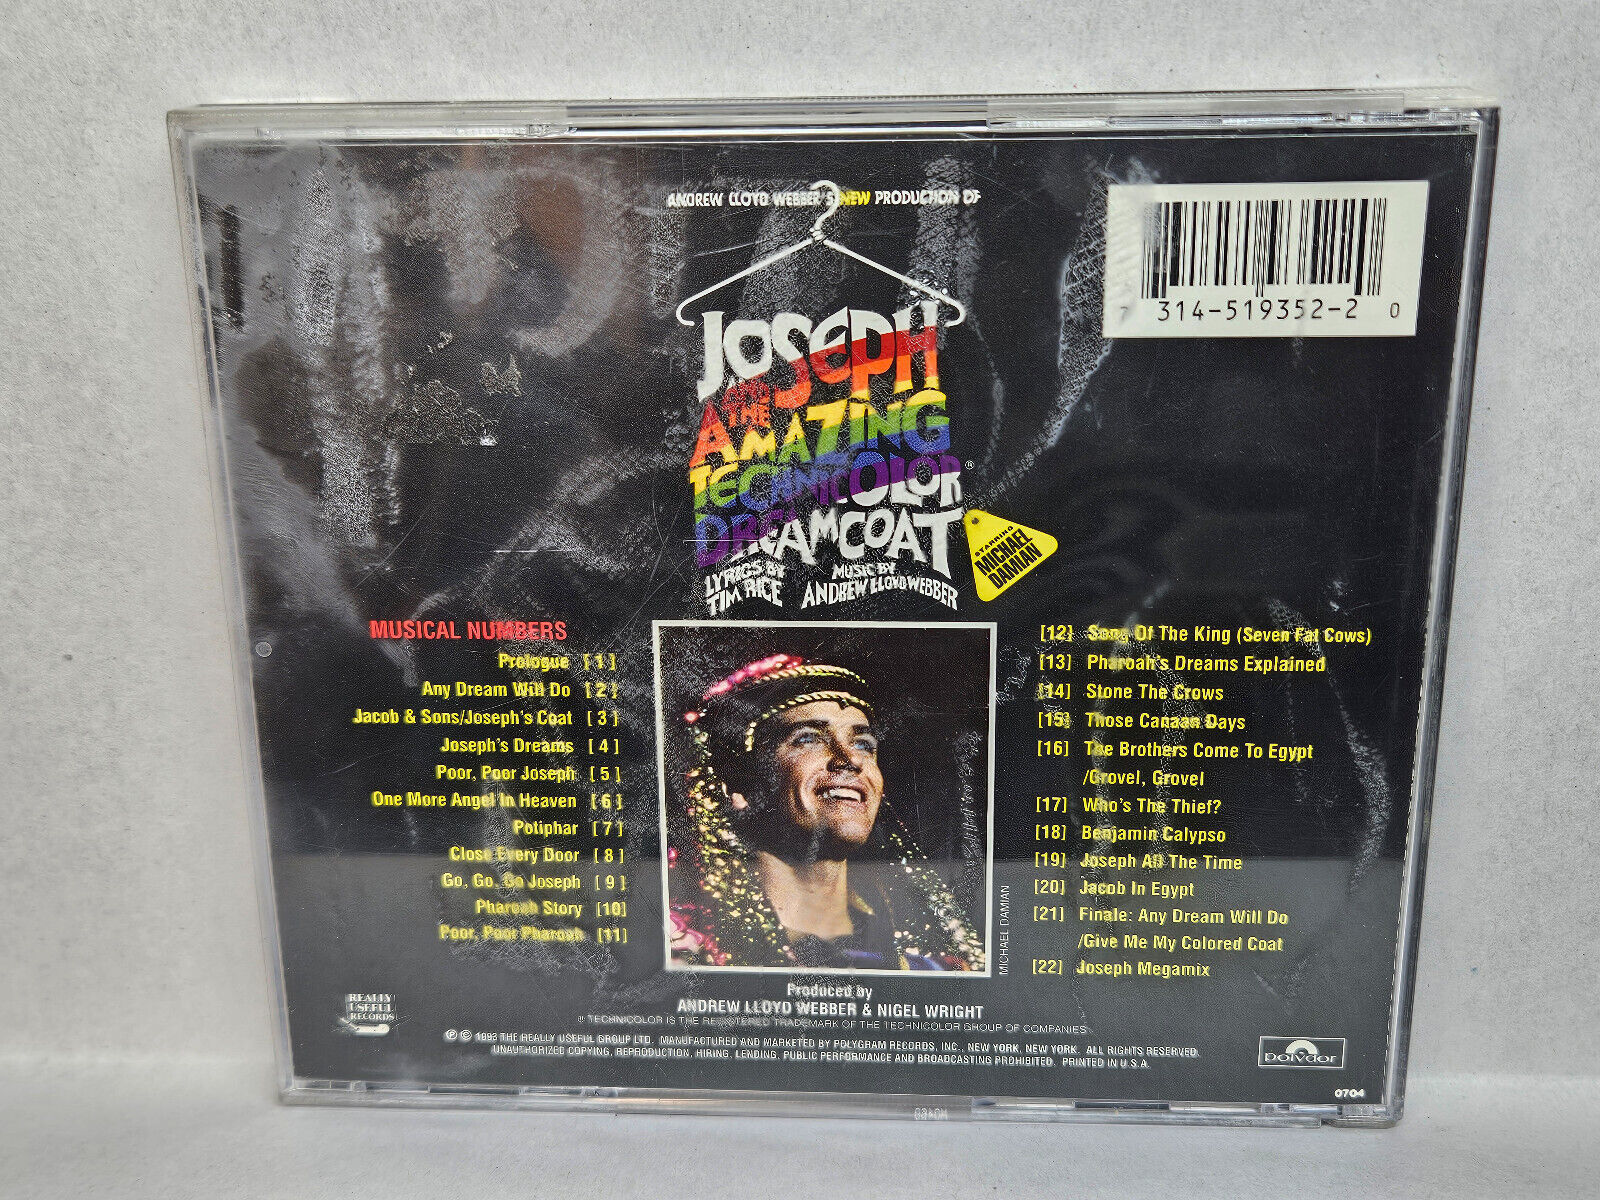 ANDREW LLOYD WEBBER'S NEW PRODUCTION OF
JOSEPH
AND THE
AMAZING
TECHNICOLOR®
DREAMCOAT
LYRICS BY
TIM RICE
MUSIC BY
ANDREW LLOYD WEBBER
STARRING
MICHAEL
DAMIAN
7 314-519352-2 0
MUSICAL NUMBERS
Prologue [ 1 ]
Any Dream Will Do [ 2 ]
Jacob & Sons/Joseph's Coat [ 3 ]
Joseph's Dreams [ 4 ]
Poor, Poor Joseph [ 5 ]
One More Angel In Heaven [ 6 ]
Potiphar [ 7 ]
Close Every Door [ 8 ]
Go, Go, Go Joseph [ 9 ]
Pharoah Story [10]
Poor, Poor Pharoah [11]
[12] Song Of The King (Seven Fat Cows)
[13] Pharoah's Dreams Explained
[14] Stone The Crows
[15] Those Canaan Days
[16] The Brothers Come To Egypt
/Grovel, Grovel
[17] Who's The Thief?
[18] Benjamin Calypso
[19] Joseph All The Time
[20] Jacob In Egypt
[21] Finale: Any Dream Will Do
/Give Me My Colored Coat
[22] Joseph Megamix
MICHAEL DAMIAN
Produced by
ANDREW LLOYD WEBBER & NIGEL WRIGHT
® TECHNICOLOR IS THE REGISTERED TRADEMARK OF THE TECHNICOLOR GROUP OF COMPANIES
℗ © 1993 THE REALLY USEFUL GROUP LTD. MANUFACTURED AND MARKETED BY POLYGRAM RECORDS, INC., NEW YORK, NEW YORK. ALL RIGHTS RESERVED.
UNAUTHORIZED COPYING, REPRODUCTION, HIRING, LENDING, PUBLIC PERFORMANCE AND BROADCASTING PROHIBITED. PRINTED IN U.S.A.
REALLY
USEFUL
RECORDS
polydor
0704